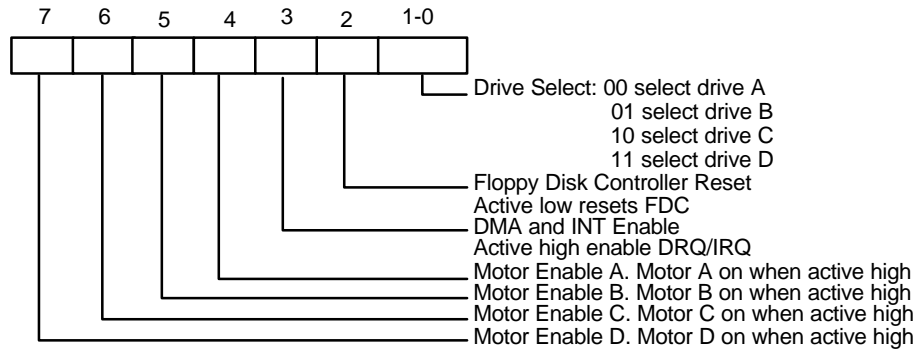 7 6 5 4 3 2 1-0
Drive Select: 00 select drive A
01 select drive B
10 select drive C
11 select drive D
Floppy Disk Controller Reset
Active low resets FDC
DMA and INT Enable
Active high enable DRQ/IRQ
Motor Enable A. Motor A on when active high
Motor Enable B. Motor B on when active high
Motor Enable C. Motor C on when active high
Motor Enable D. Motor D on when active high